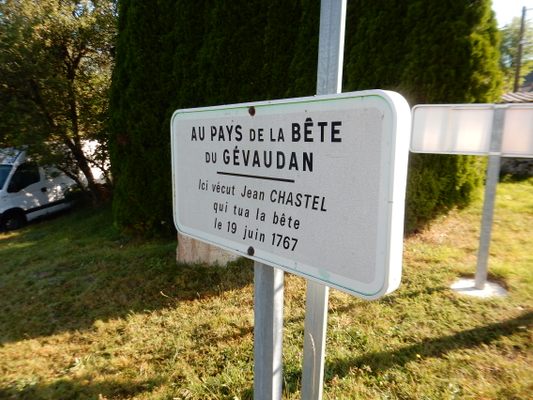 AU PAYS DE LA BÊTE
DU GÉVAUDAN
Ici vécut Jean CHASTEL
qui tua la bête
le 19 juin 1767